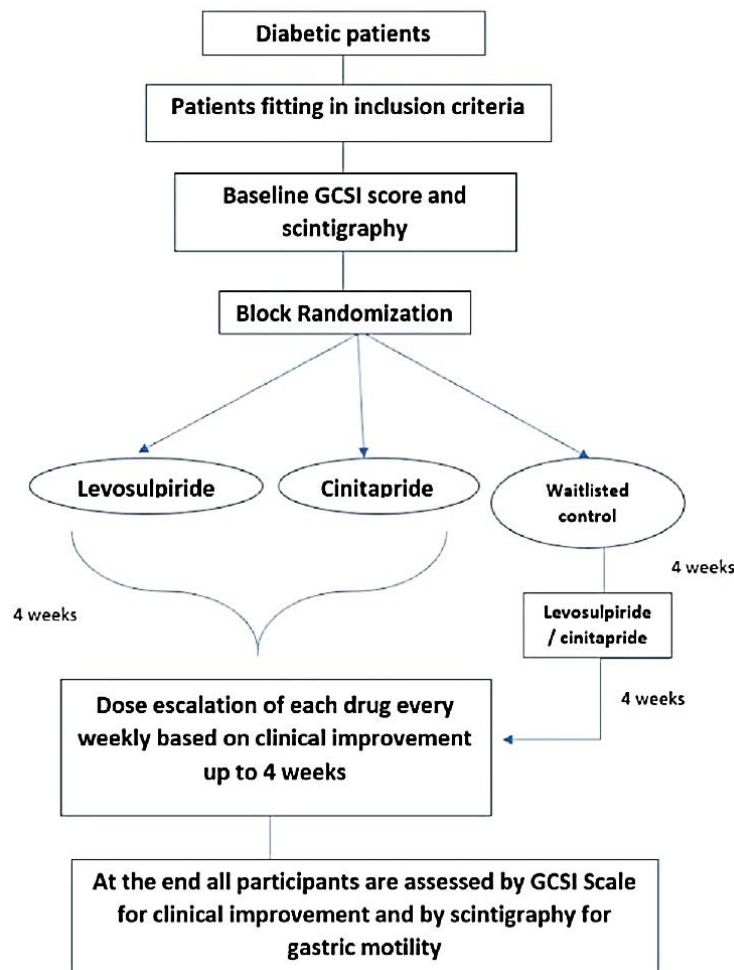 Diabetic patients
Patients fitting in inclusion criteria
Baseline GCSI score and
scintigraphy
Block Randomization
Levosulpiride
Cinitapride
Waitlisted
control
4 weeks
4 weeks
Levosulpiride
/ cinitapride
4 weeks
Dose escalation of each drug every
weekly based on clinical improvement
up to 4 weeks
At the end all participants are assessed by GCSI Scale
for clinical improvement and by scintigraphy for
gastric motility